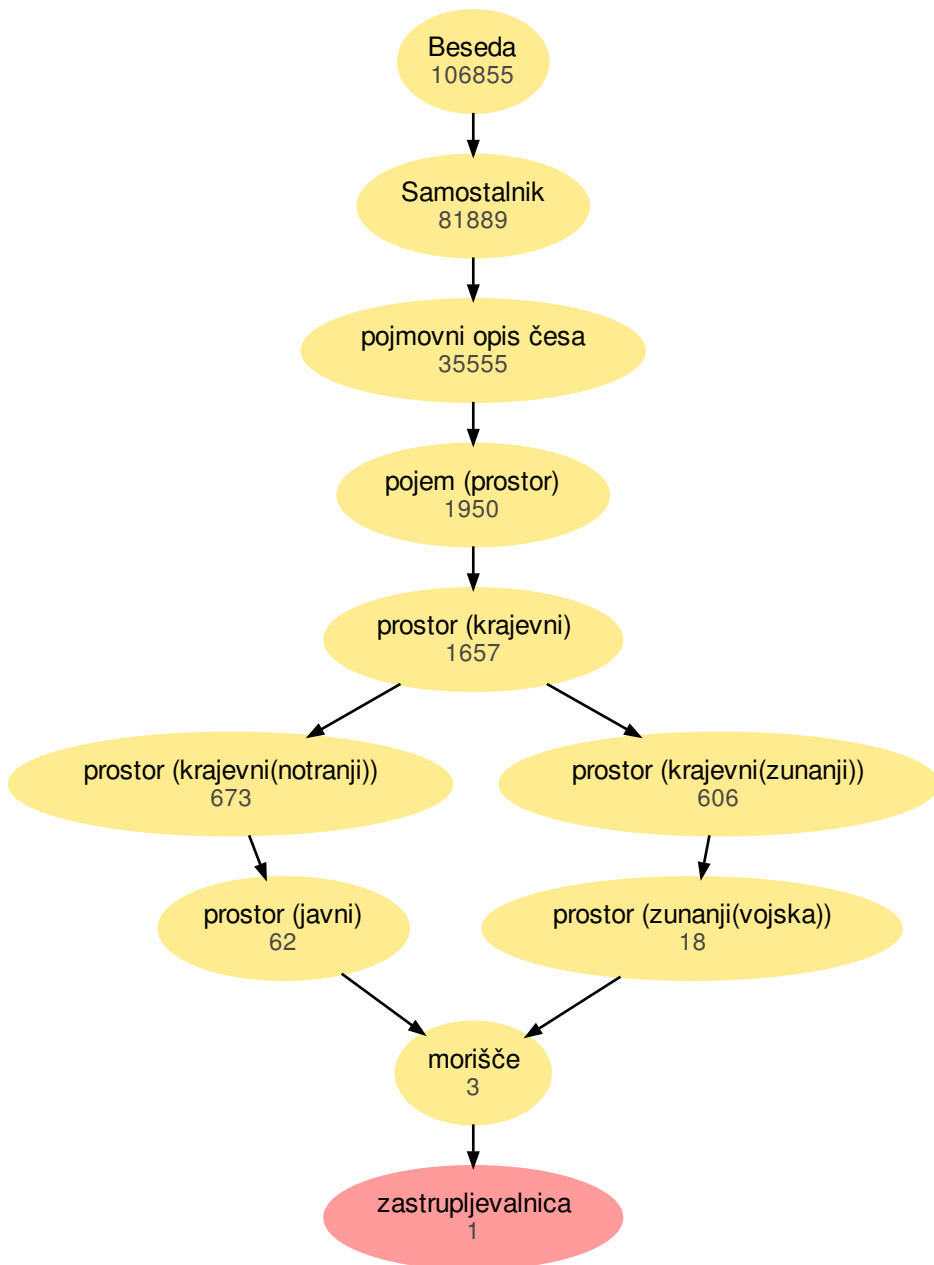 Beseda
106855
Samostalnik
81889
pojmovni opis česa
35555
pojem (prostor)
1950
prostor (krajevni)
1657
prostor (krajevni(notranji))
673
prostor (krajevni(zunanji))
606
prostor (javni)
62
prostor (zunanji(vojska))
18
morišče
3
zastrupljevalnica
1